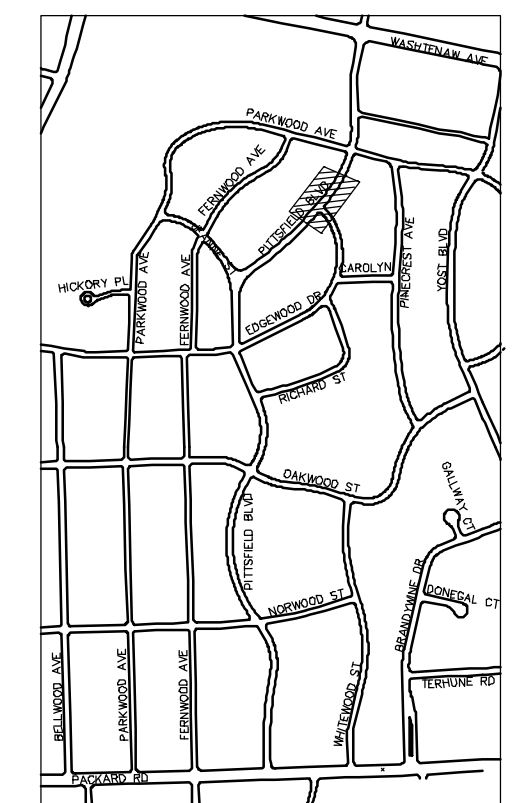 WASHTENAW AVE
PARKWOOD AVE
FERNWOOD AVE
PITTSFIELD BLVD
CAROLYN
PINECREST AVE
YOST BLVD
HICKORY PL
PARKWOOD AVE
FERNWOOD AVE
EDGEWOOD DR
RICHARD ST
OAKWOOD ST
GALLWAY CT
PITTSFIELD BLVD
NORWOOD ST
BRANDYWINE DR
DONEGAL CT
BELLWOOD AVE
PARKWOOD AVE
FERNWOOD AVE
WHITEWOOD ST
TERHUNE RD
PACKARD RD